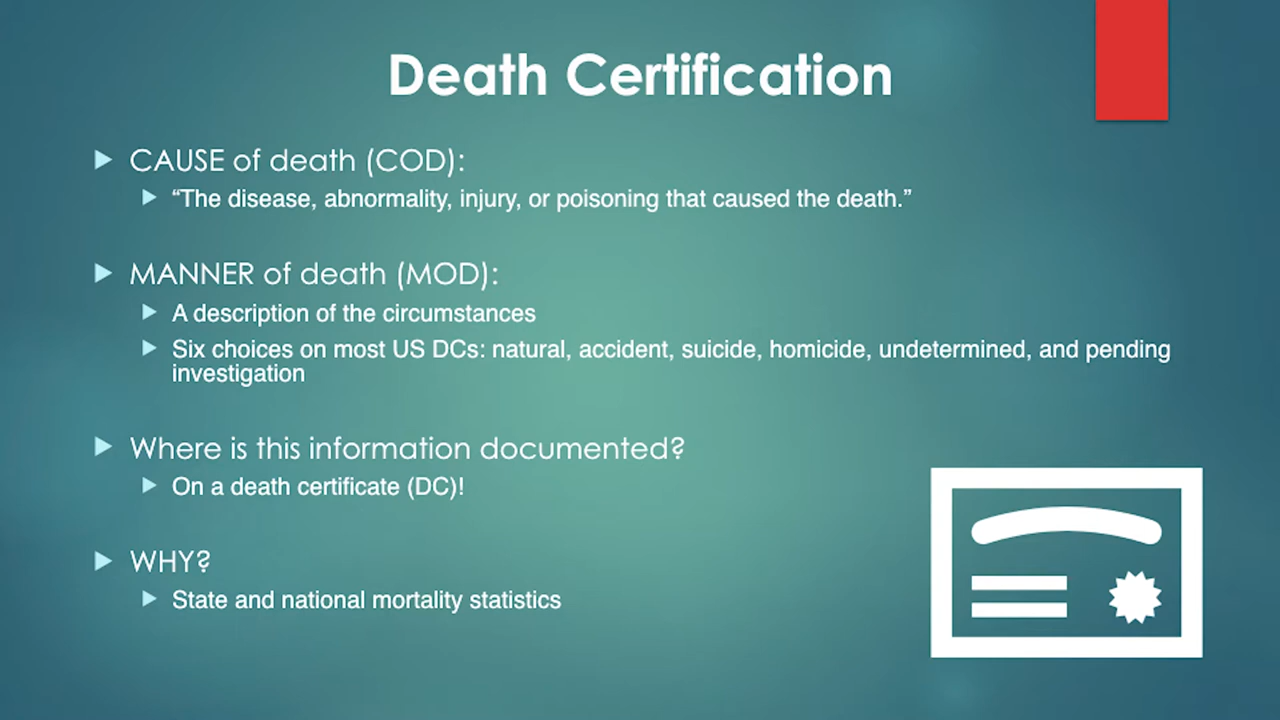 Death Certification
CAUSE of death (COD):
“The disease, abnormality, injury, or poisoning that caused the death.”
MANNER of death (MOD):
A description of the circumstances
Six choices on most US DCs: natural, accident, suicide, homicide, undetermined, and pending
investigation
Where is this information documented?
On a death certificate (DC)!
WHY?
State and national mortality statistics